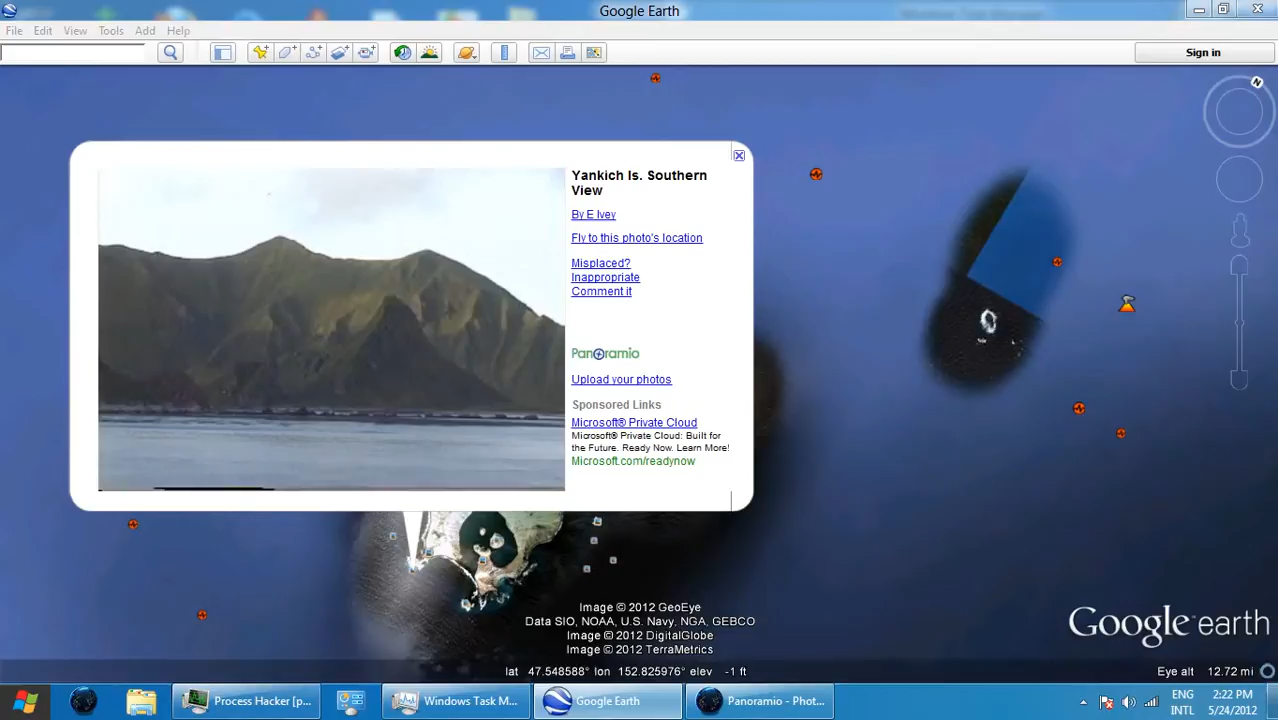 Google Earth
File Edit View Tools Add Help
Sign in
N
Yankich Is. Southern
View
By E Ivey
Fly to this photo's location
Misplaced?
Inappropriate
Comment it
Panoramio
Upload your photos
Sponsored Links
Microsoft® Private Cloud
Microsoft® Private Cloud: Built for
the Future. Ready Now. Learn More!
Microsoft.com/readynow
Image © 2012 GeoEye
Data SIO, NOAA, U.S. Navy, NGA, GEBCO
Image © 2012 DigitalGlobe
Image © 2012 TerraMetrics
Google earth
lat 47.548588° lon 152.825976° elev -1 ft
Eye alt 12.72 mi
Process Hacker [p...
Windows Task M...
Google Earth
Panoramio - Phot...
ENG
INTL
2:22 PM
5/24/2012